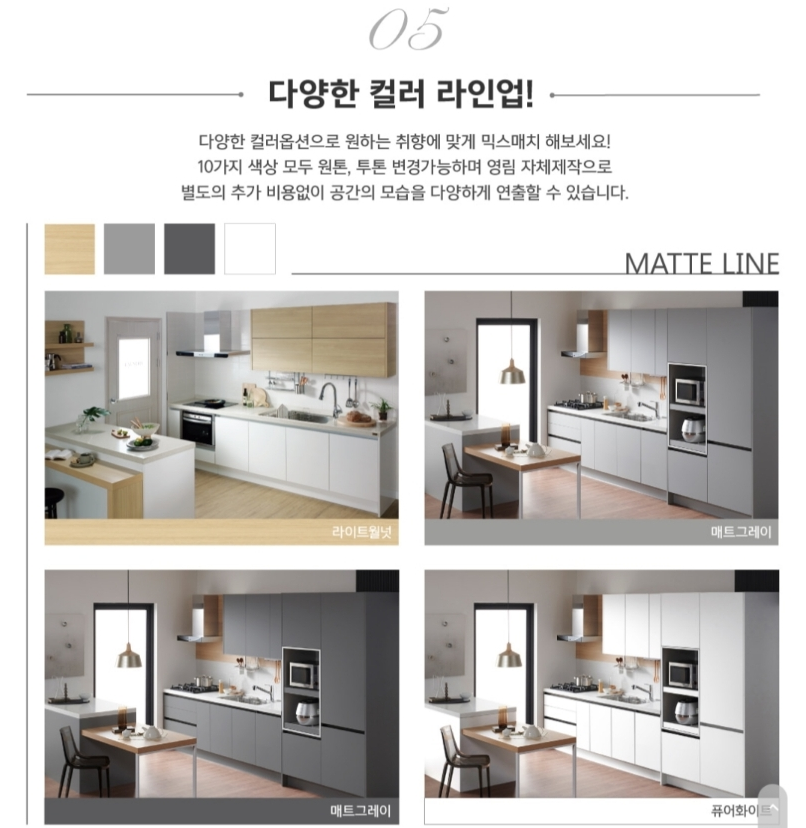 05
다양한 컬러 라인업!
다양한 컬러옵션으로 원하는 취향에 맞게 믹스매치 해보세요!
10가지 색상 모두 원톤, 투톤 변경가능하며 영림 자체제작으로
별도의 추가 비용없이 공간의 모습을 다양하게 연출할 수 있습니다.
MATTE LINE
라이트월넛
매트그레이
매트그레이
퓨어화이트